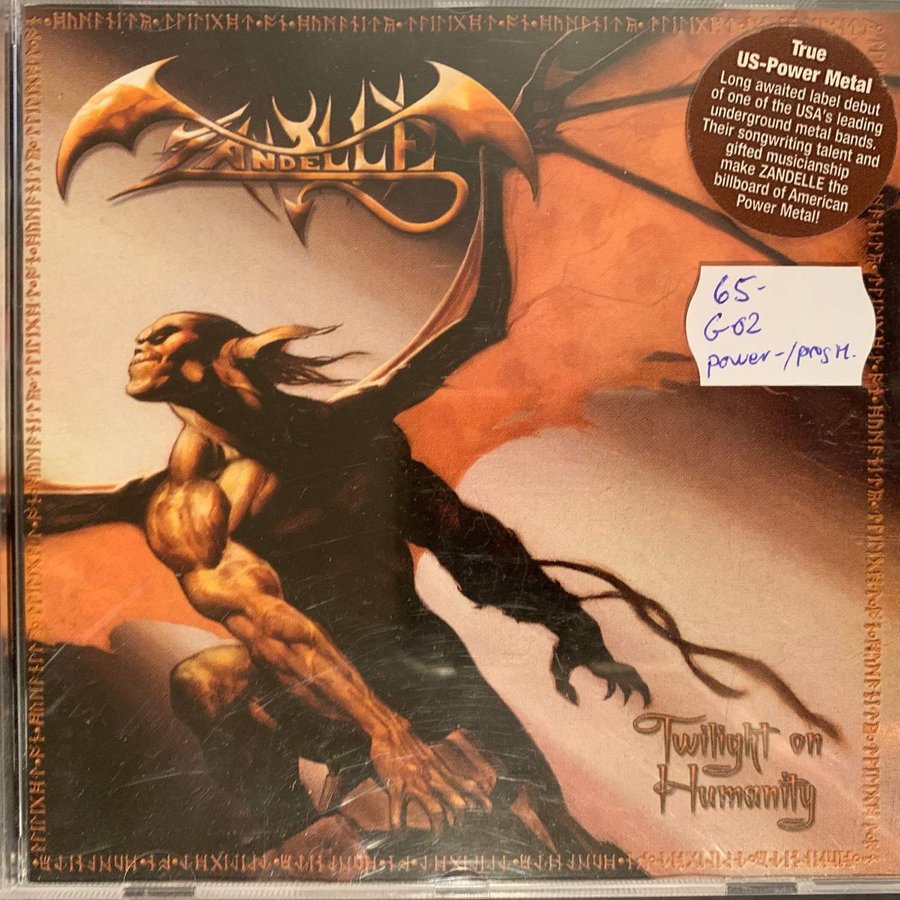 ZANDELLE
True
US-Power Metal
Long awaited label debut
of one of the USA's leading
underground metal bands.
Their songwriting talent and
gifted musicianship
make ZANDELLE the
billboard of American
Power Metal!
65-
G-02
power-/prog M.
Twilight on
Humanity